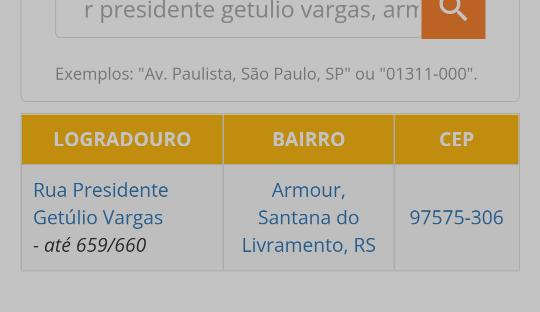 r presidente getulio vargas, arm
Exemplos: "Av. Paulista, São Paulo, SP" ou "01311-000".
LOGRADOURO BAIRRO CEP
Rua Presidente
Getúlio Vargas
- até 659/660
Armour,
Santana do
Livramento, RS
97575-306